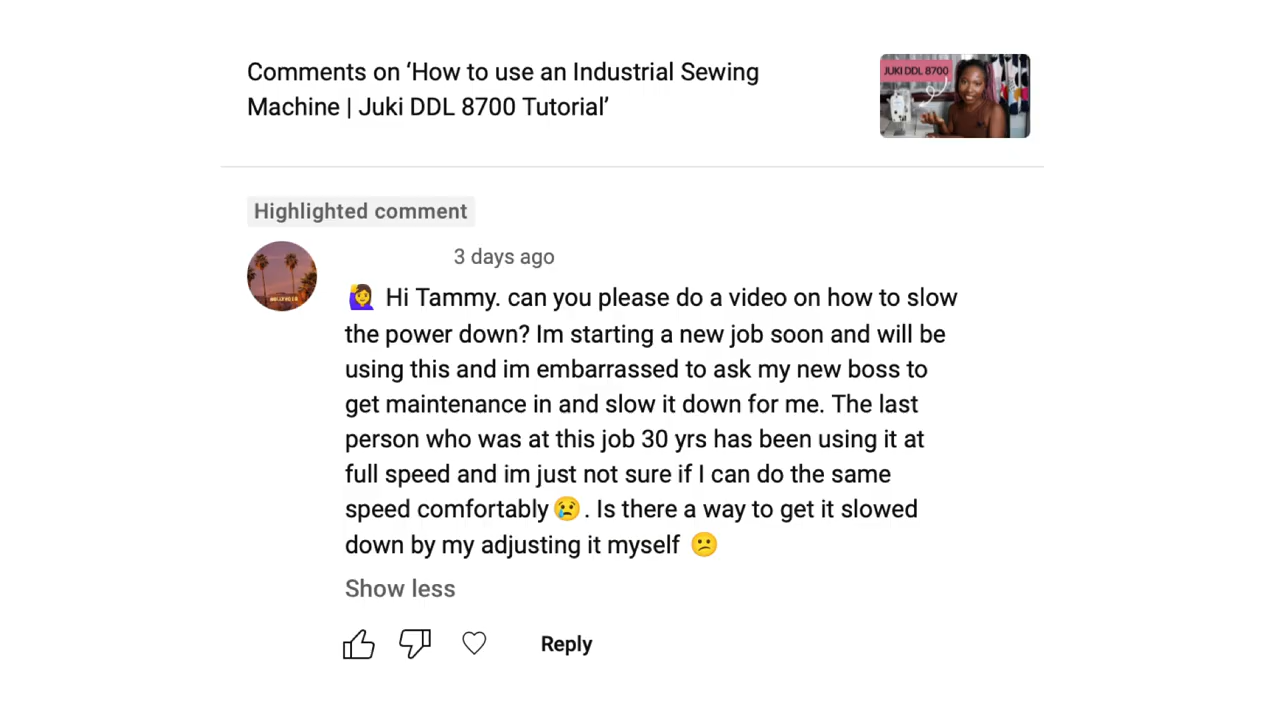 Comments on ‘How to use an Industrial Sewing
Machine | Juki DDL 8700 Tutorial’
JUKI DDL 8700
Highlighted comment
3 days ago
🙋‍♀️ Hi Tammy. can you please do a video on how to slow
the power down? Im starting a new job soon and will be
using this and im embarrassed to ask my new boss to
get maintenance in and slow it down for me. The last
person who was at this job 30 yrs has been using it at
full speed and im just not sure if I can do the same
speed comfortably😢. Is there a way to get it slowed
down by my adjusting it myself 😕
Show less
Reply